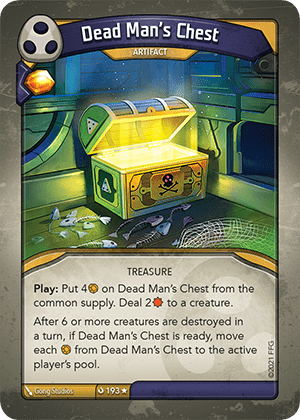 Dead Man's Chest
ARTIFACT
TREASURE
Play: Put 4 on Dead Man's Chest from
the common supply. Deal 2 to a creature.
After 6 or more creatures are destroyed
in a turn, if Dead Man's Chest is ready, move
each from Dead Man's Chest to the active
player's pool.
©2021 FFG
Gong Studios
193★